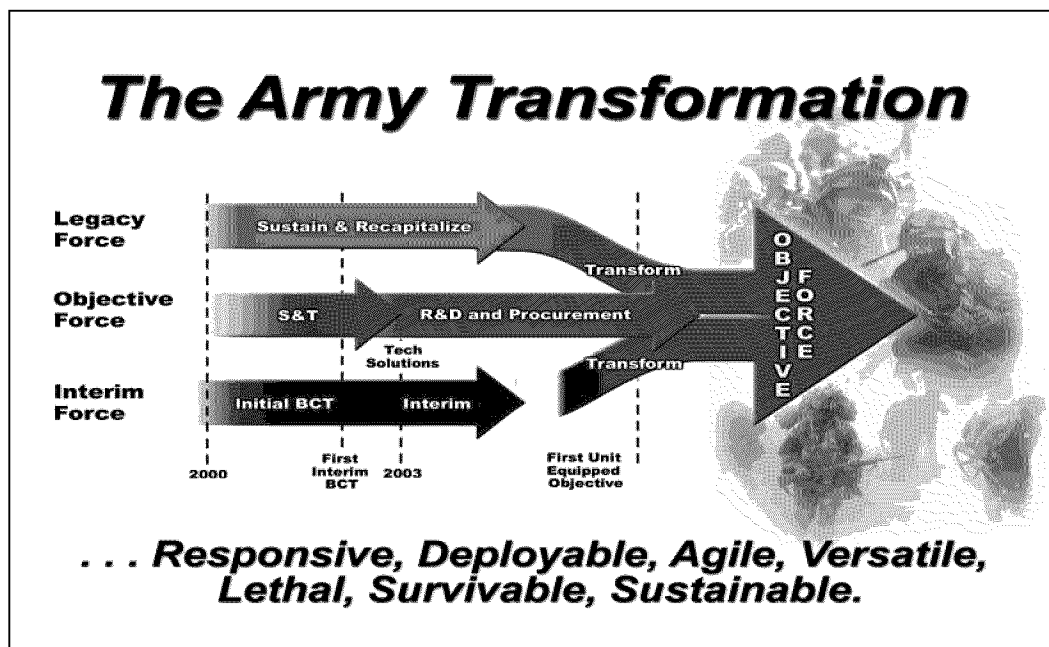 The Army Transformation
Legacy
Force
Sustain & Recapitalize
Transform
Objective
Force
S&T
R&D and Procurement
Tech
Solutions
Transform
Interim
Force
Initial BCT
Interim
OBJECTIVE
FORCE
2000
First
Interim
BCT
2003
First Unit
Equipped
Objective
. . . Responsive, Deployable, Agile, Versatile,
Lethal, Survivable, Sustainable.